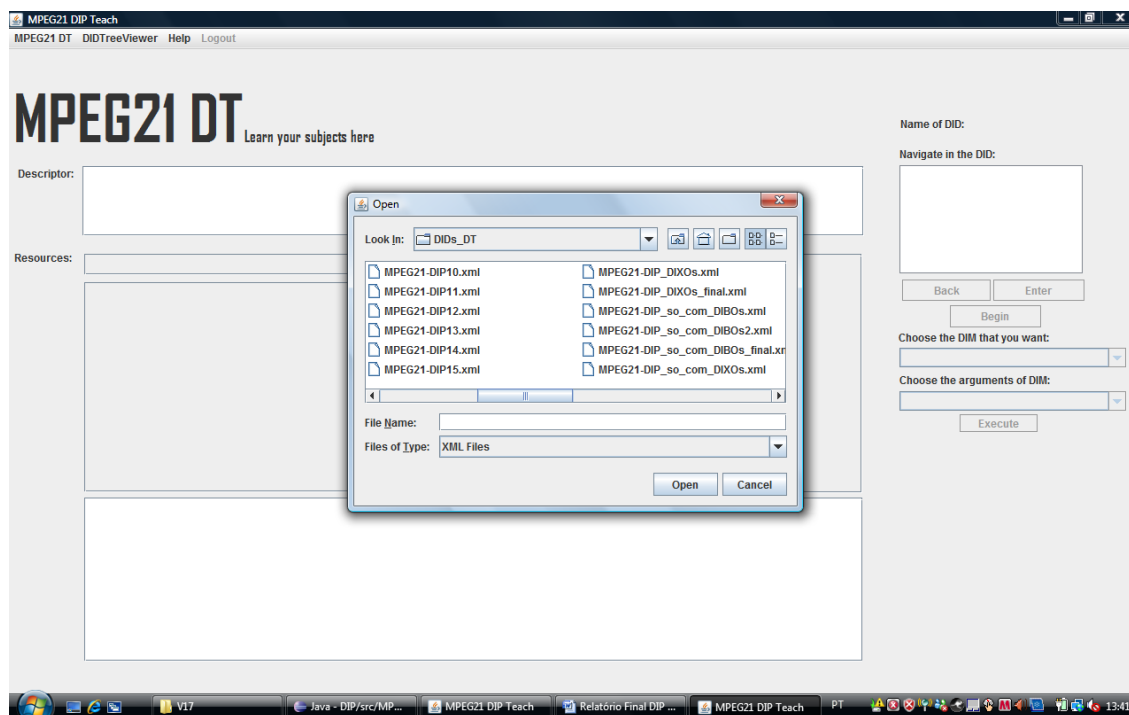 MPEG21 DIP Teach
MPEG21 DT DIDTreeViewer Help Logout
MPEG21 DT Learn your subjects here
Name of DID:
Navigate in the DID:
Descriptor:
Open
Look In: DIDs_DT
Resources:
MPEG21-DIP10.xml MPEG21-DIP_DIXOs.xml
MPEG21-DIP11.xml MPEG21-DIP_DIXOs_final.xml
MPEG21-DIP12.xml MPEG21-DIP_so_com_DIBOs.xml
MPEG21-DIP13.xml MPEG21-DIP_so_com_DIBOs2.xml
MPEG21-DIP14.xml MPEG21-DIP_so_com_DIBOs_final.xr
MPEG21-DIP15.xml MPEG21-DIP_so_com_DIXOs.xml
Back Enter
Begin
Choose the DIM that you want:
Choose the arguments of DIM:
Execute
File Name:
Files of Type: XML Files
Open Cancel
V17 Java - DIP/src/MP... MPEG21 DIP Teach Relatório Final DIP ... MPEG21 DIP Teach PT 13:41